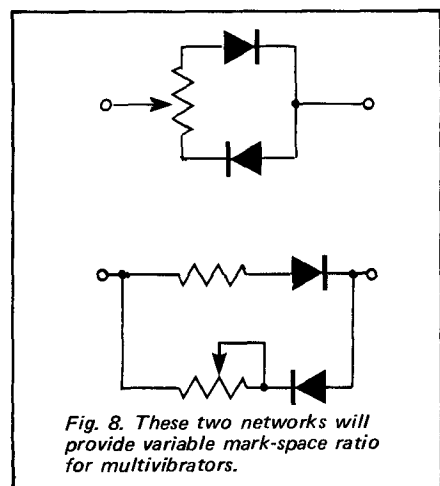 Fig. 8. These two networks will
provide variable mark-space ratio
for multivibrators.